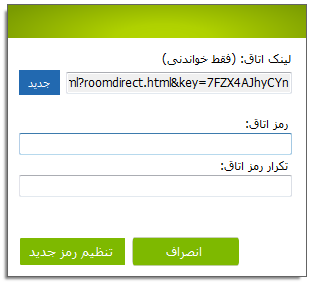 لینک اتاق: (فقط خواندنی)
ml?roomdirect.html&key=7FZX4AJhyCYn جدید
رمز اتاق:
تکرار رمز اتاق:
انصراف تنظیم رمز جدید